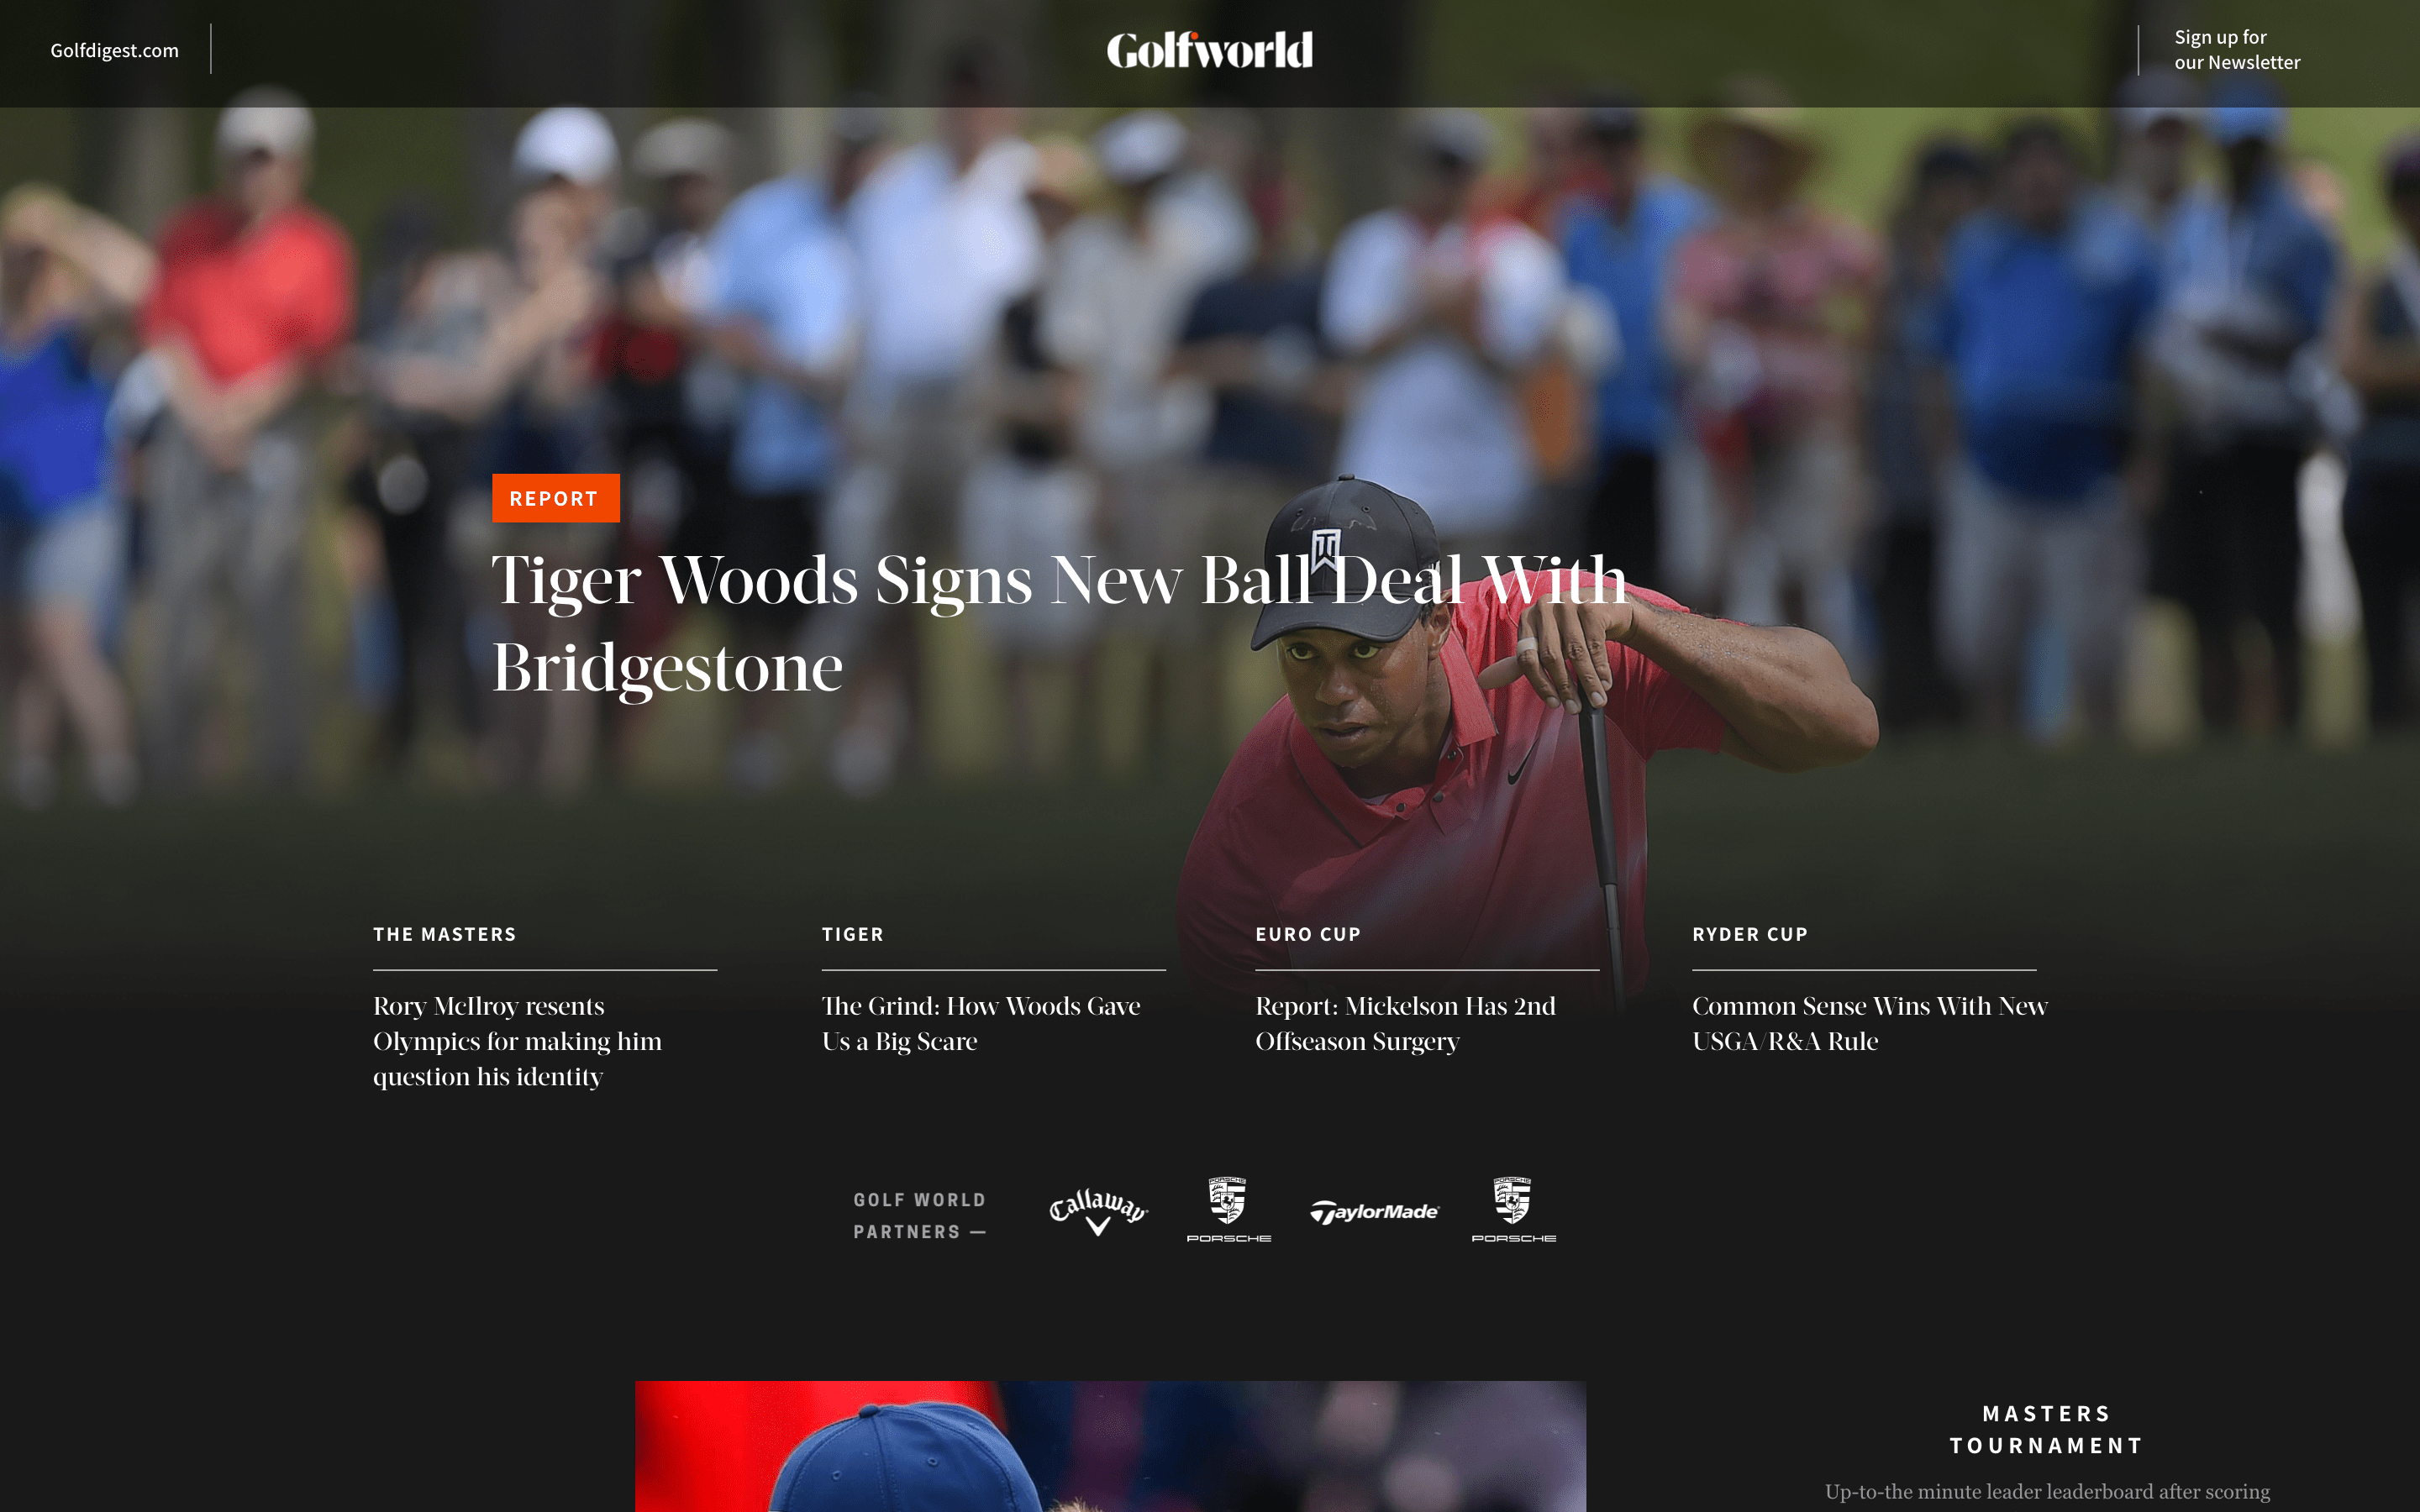 Golfdigest.com
Golfworld
Sign up for
our Newsletter
REPORT
Tiger Woods Signs New Ball Deal With
Bridgestone
THE MASTERS
Rory McIlroy resents
Olympics for making him
question his identity
TIGER
The Grind: How Woods Gave
Us a Big Scare
EURO CUP
Report: Mickelson Has 2nd
Offseason Surgery
RYDER CUP
Common Sense Wins With New
USGA/R&A Rule
GOLF WORLD
PARTNERS —
Callaway
PORSCHE
PORSCHE
TaylorMade
PORSCHE
PORSCHE
MASTERS
TOURNAMENT
Up-to-the minute leader leaderboard after scoring